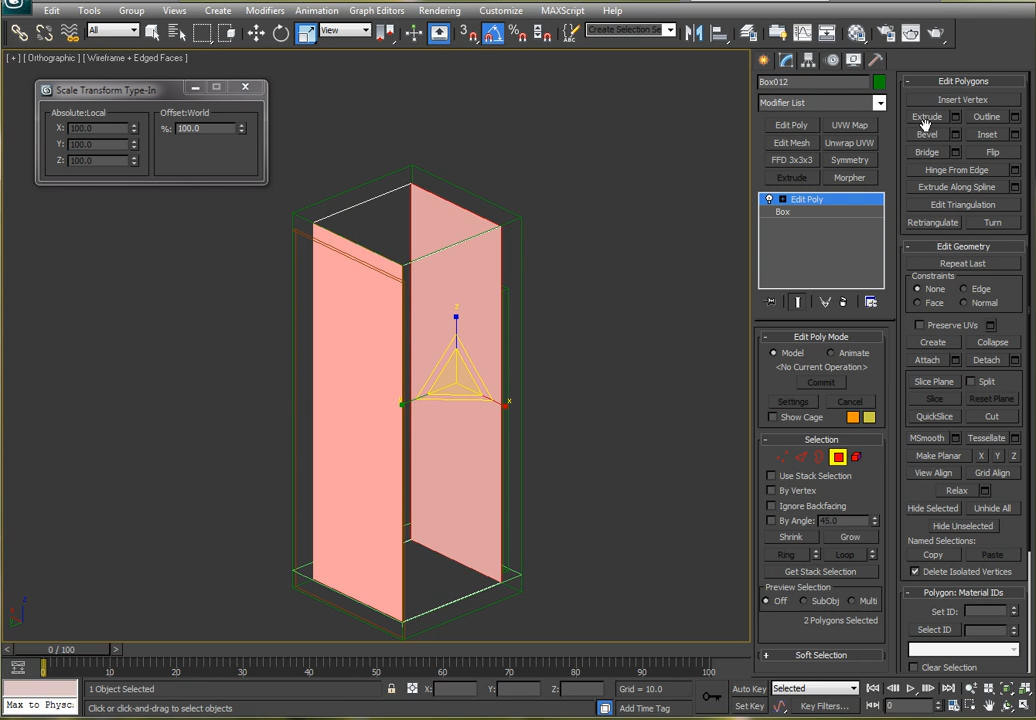 Edit Tools Group Views Create Modifiers Animation Graph Editors Rendering Customize MAXScript Help
All View Create Selection Se
[ + ] [ Orthographic ] [ Wireframe + Edged Faces ]
Scale Transform Type-In
Absolute:Local Offset:World
X: 100.0 %: 100.0
Y: 100.0
Z: 100.0
z
x
z
Box012
Modifier List
Edit Poly UVW Map
Edit Mesh Unwrap UVW
FFD 3x3x3 Symmetry
Extrude Morpher
Edit Poly
Box
Edit Poly Mode
Model Animate
<No Current Operation>
Commit
Settings Cancel
Show Cage
Selection
Use Stack Selection
By Vertex
Ignore Backfacing
By Angle: 45.0
Shrink Grow
Ring Loop
Get Stack Selection
Preview Selection
Off SubObj Multi
2 Polygons Selected
Soft Selection
Edit Polygons
Insert Vertex
Extrude Outline
Bevel Inset
Bridge Flip
Hinge From Edge
Extrude Along Spline
Edit Triangulation
Retriangulate Turn
Edit Geometry
Repeat Last
Constraints
None Edge
Face Normal
Preserve UVs
Create Collapse
Attach Detach
Slice Plane Split
Slice Reset Plane
QuickSlice Cut
MSmooth Tessellate
Make Planar X Y Z
View Align Grid Align
Relax
Hide Selected Unhide All
Hide Unselected
Named Selections:
Copy Paste
Delete Isolated Vertices
Polygon: Material IDs
Set ID:
Select ID
Clear Selection
< 0 / 100 >
0 10 20 30 40 50 60 70 80 90 100
1 Object Selected X: Y: Z: Grid = 10.0 Auto Key Selected
Max to Physc Click or click-and-drag to select objects Add Time Tag Set Key Key Filters... 0